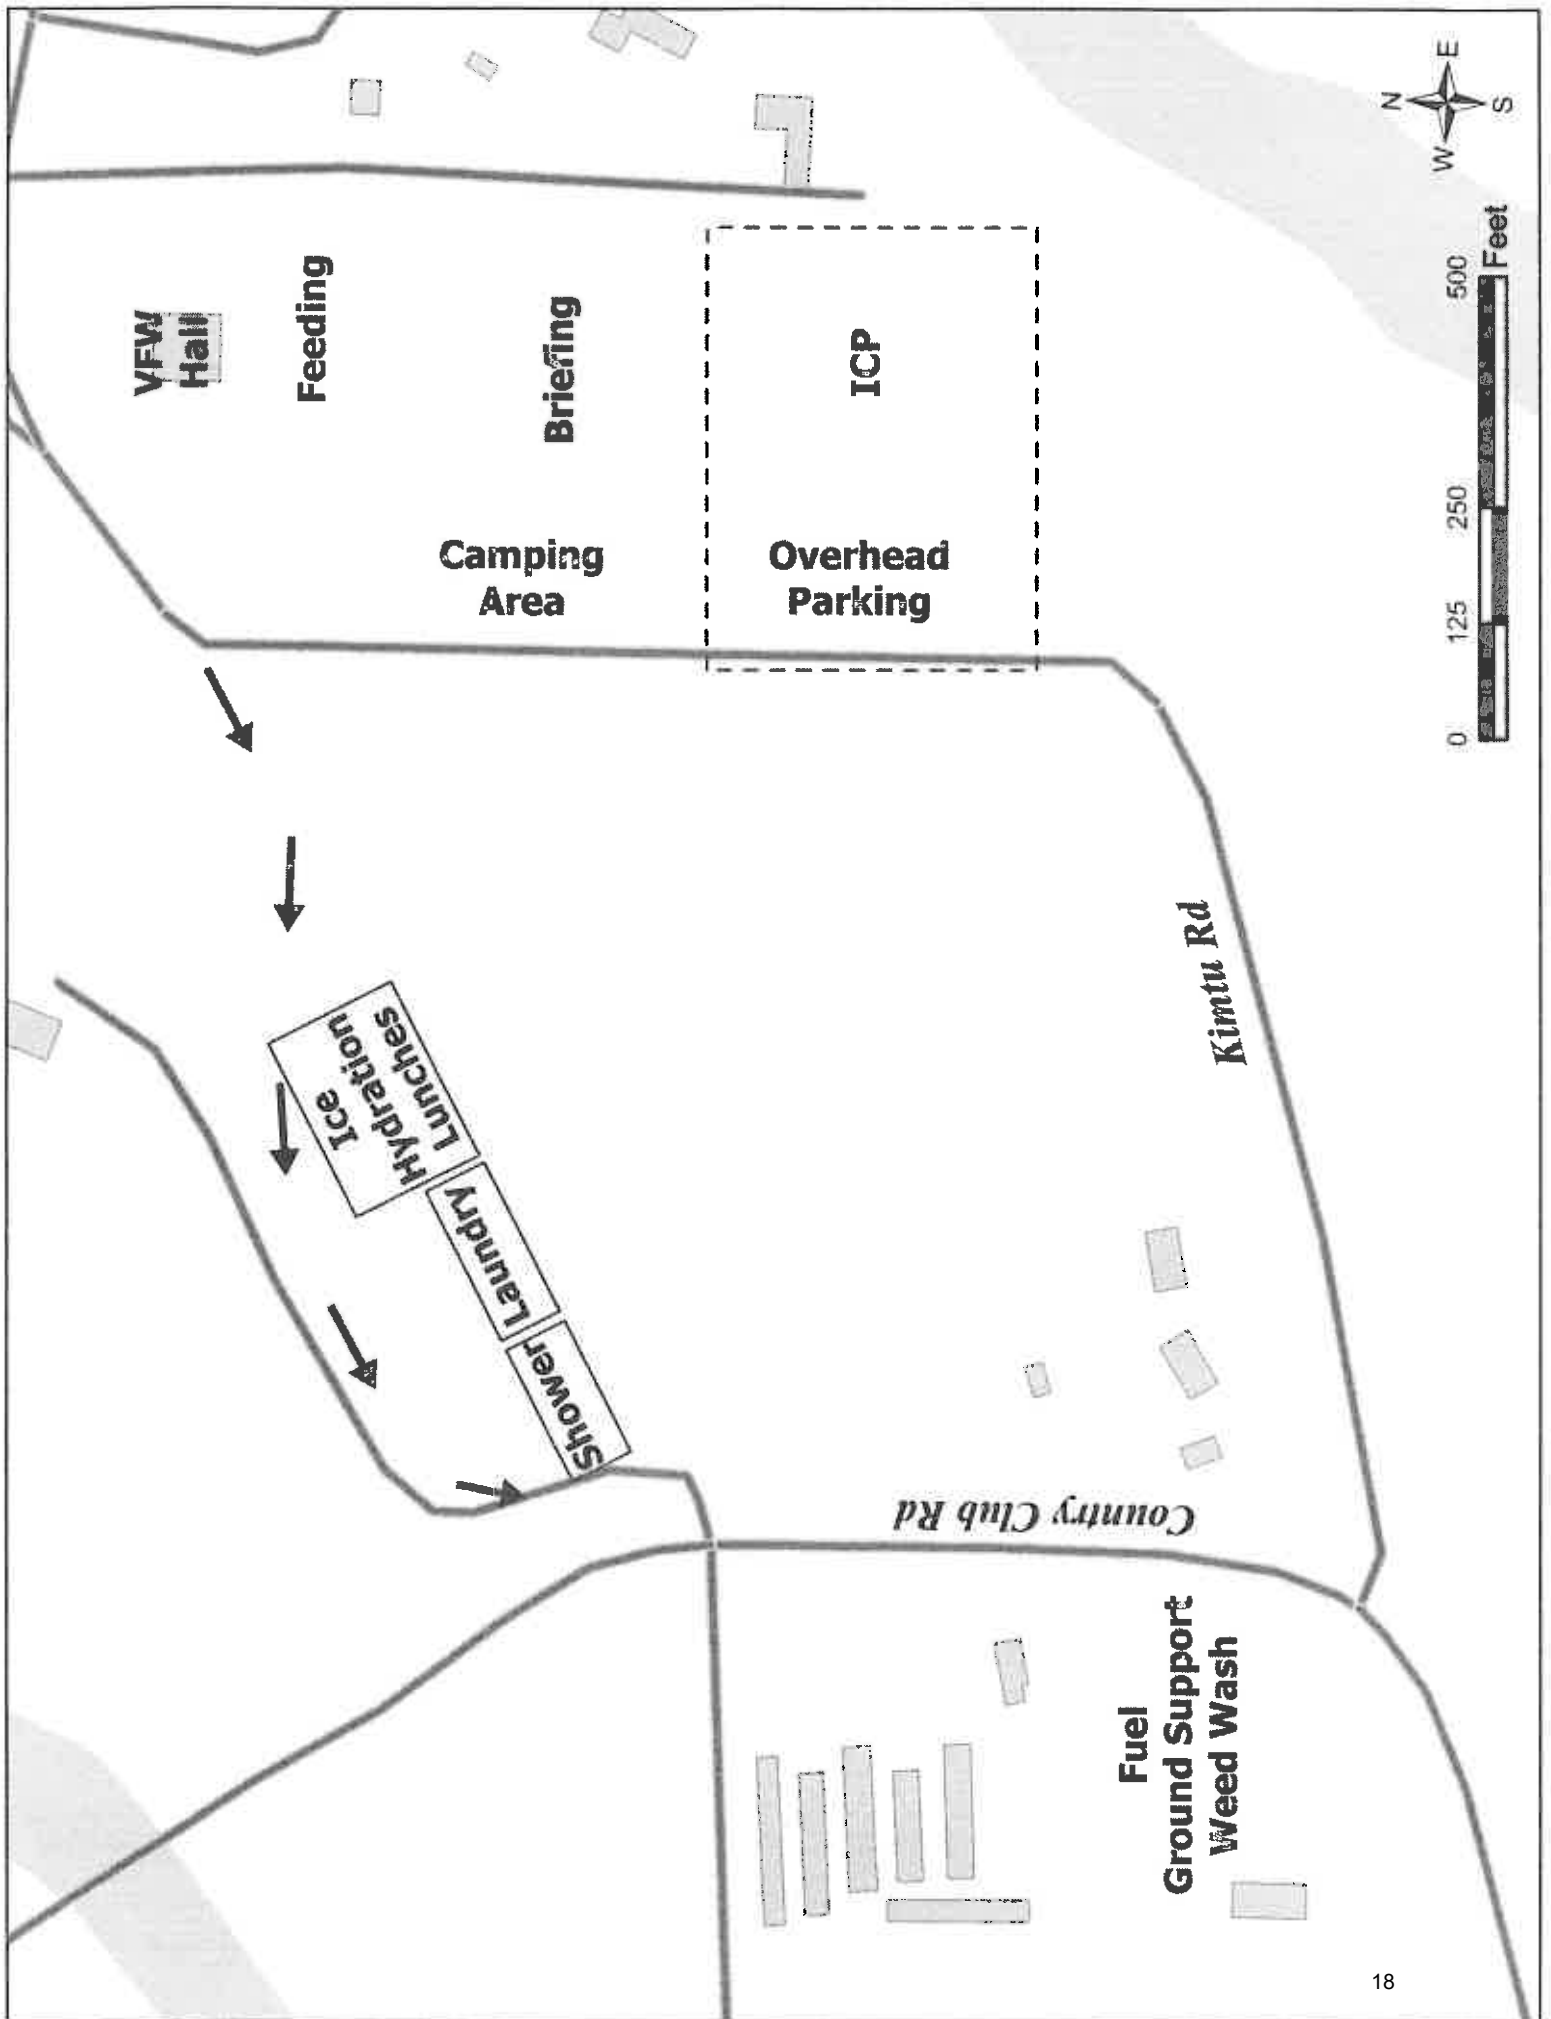 VFW
Hall
Feeding
Briefing
ICP
Camping
Area
Overhead
Parking
Ice
Hydration
Lunches
Laundry
Shower
Kimtu Rd
Country Club Rd
Fuel
Ground Support
Weed Wash
N
E
S
W
0 125 250 500
Feet
18